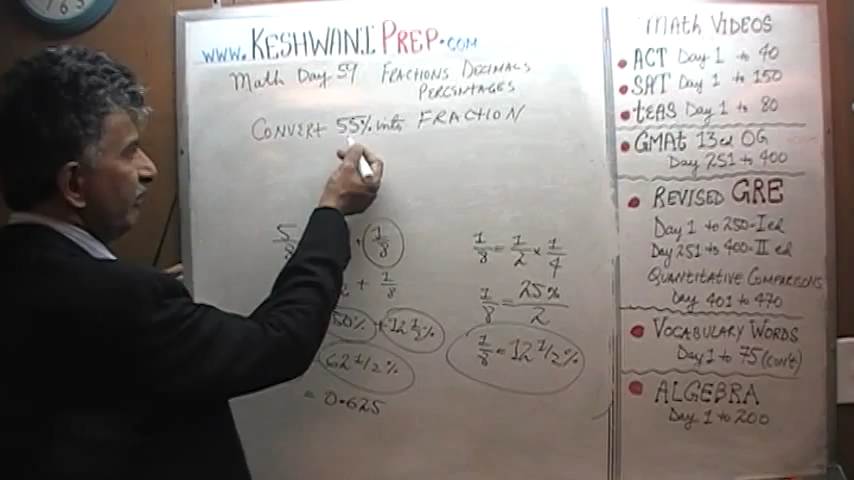 www.KESHWANI PREP.COM
Math Day 59 FRACTIONS DECIMALS
PERCENTAGES
CONVERT 55% into FRACTION
5/8 + 1/8
+ 1/8
50% + 12 1/2%
62 1/2%
= 0.625
1/8 = 1/2 x 1/4
1/8 = 25%/2
1/8 = 12 1/2%
Math VIDEOS
ACT Day 1 to 40
SAT Day 1 to 150
tEAS Day 1 to 80
GMAt 13ed OG
Day 251 to 400
REVISED GRE
Day 1 to 250-I ed
Day 251 to 400-II ed
QUANtitAtiVE COMPARISONS
Day 401 to 470
VOCABULARY WORDS
Day 1 to 75 (con't)
ALGEBRA
Day 1 to 200